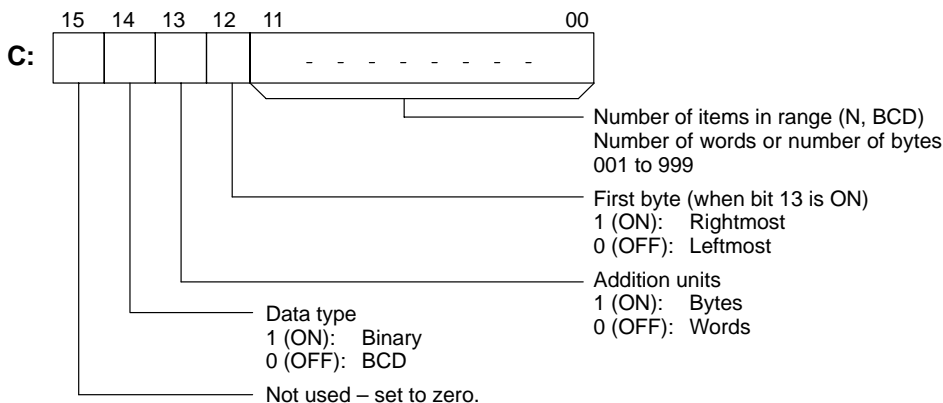 15 14 13 12 11 00
C:
Number of items in range (N, BCD)
Number of words or number of bytes
001 to 999
First byte (when bit 13 is ON)
1 (ON): Rightmost
0 (OFF): Leftmost
Addition units
1 (ON): Bytes
0 (OFF): Words
Data type
1 (ON): Binary
0 (OFF): BCD
Not used – set to zero.